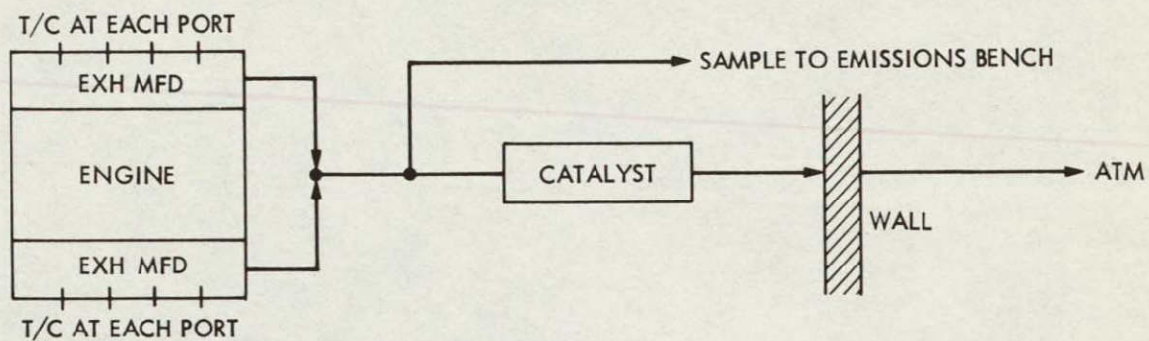 T/C AT EACH PORT
EXH MFD
SAMPLE TO EMISSIONS BENCH
ENGINE
CATALYST
ATM
WALL
EXH MFD
T/C AT EACH PORT